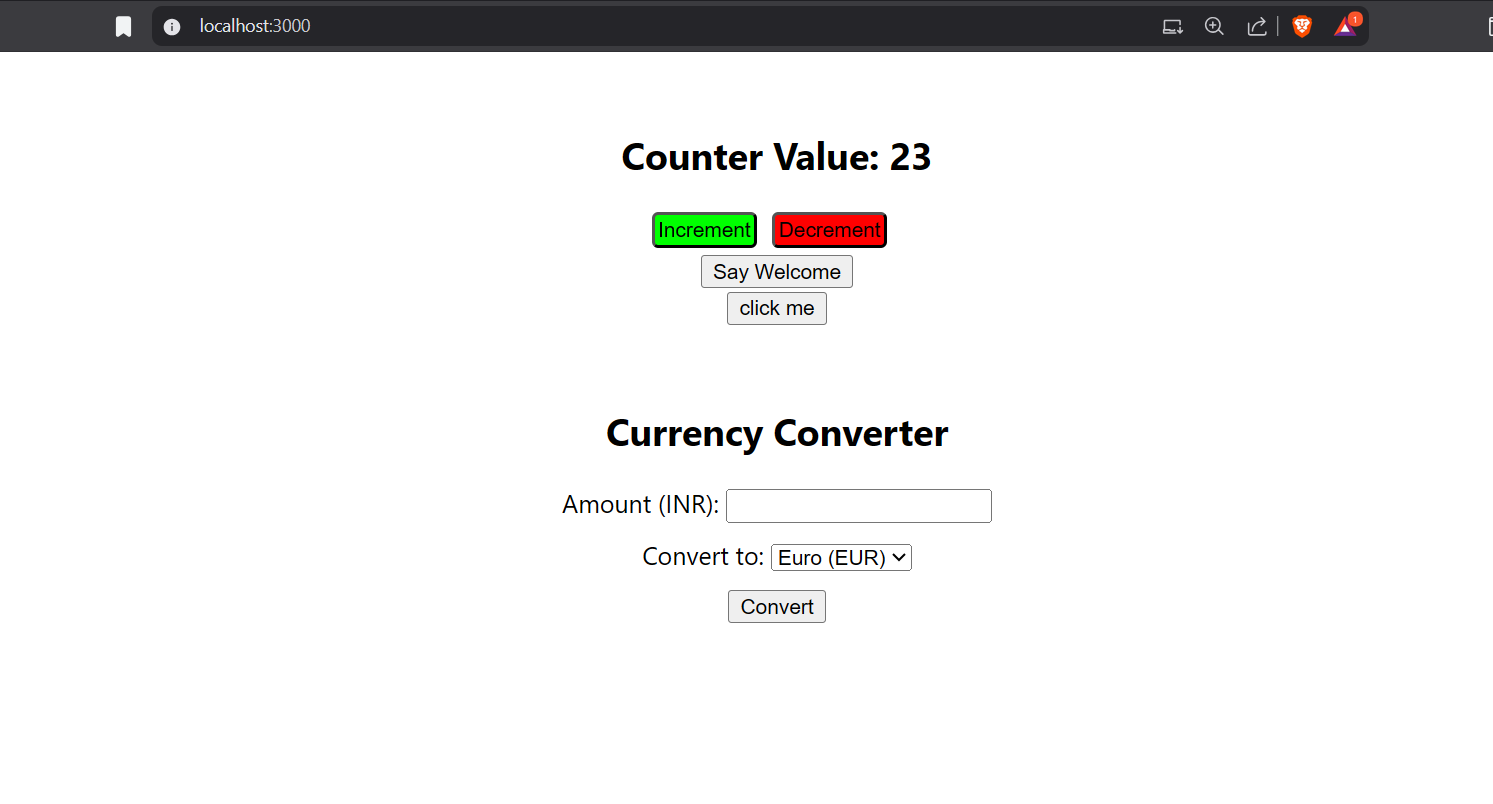 localhost:3000
1
Counter Value: 23
Increment Decrement
Say Welcome
click me
Currency Converter
Amount (INR):
Convert to: Euro (EUR)
Convert